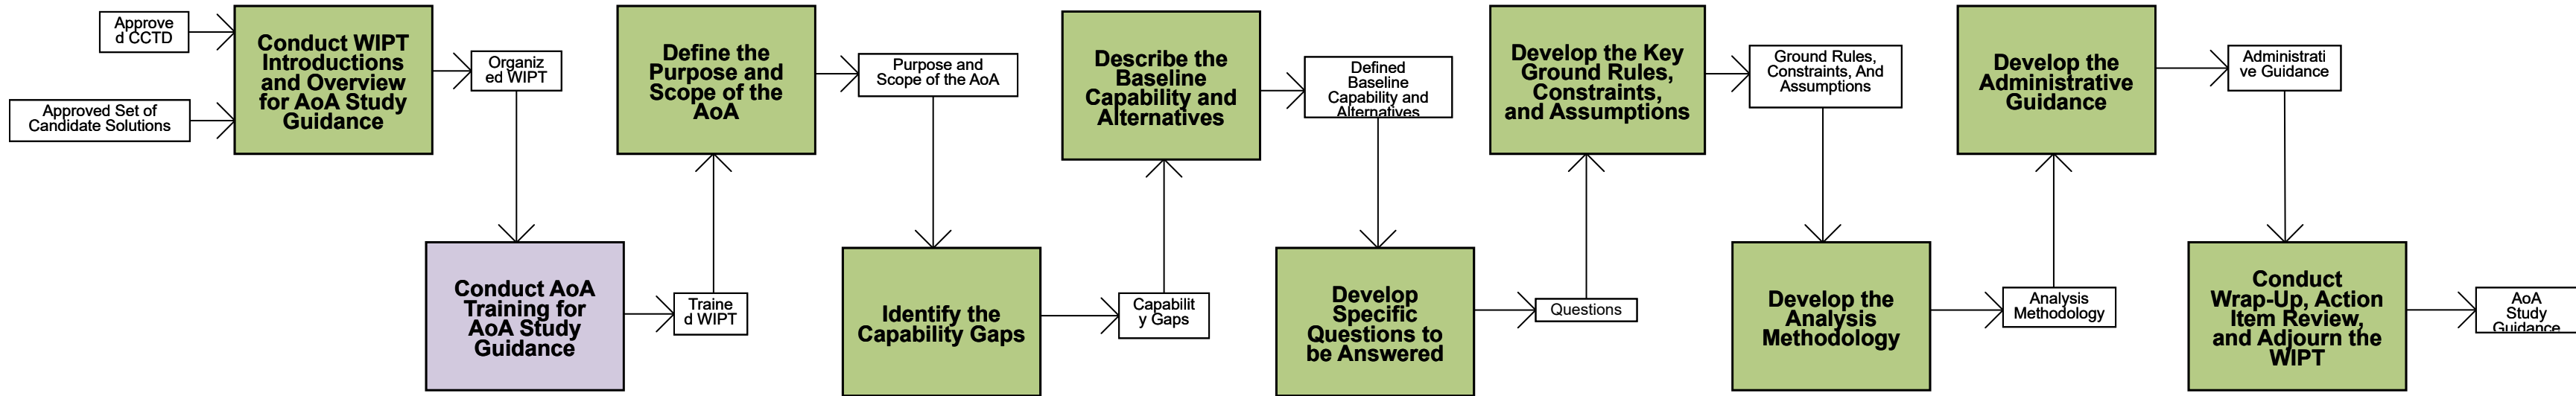 Approve
d CCTD
Approved Set of
Candidate Solutions
Conduct WIPT
Introductions
and Overview
for AoA Study
Guidance
Organiz
ed WIPT
Conduct AoA
Training for
AoA Study
Guidance
Traine
d WIPT
Define the
Purpose and
Scope of the
AoA
Purpose and
Scope of the AoA
Identify the
Capability Gaps
Capabilit
y Gaps
Describe the
Baseline
Capability and
Alternatives
Defined
Baseline
Capability and
Alternatives
Develop
Specific
Questions to
be Answered
Questions
Develop the Key
Ground Rules,
Constraints,
and Assumptions
Ground Rules,
Constraints, And
Assumptions
Develop the
Analysis
Methodology
Analysis
Methodology
Develop the
Administrative
Guidance
Administrati
ve Guidance
Conduct
Wrap-Up, Action
Item Review,
and Adjourn the
WIPT
AoA
Study
Guidance